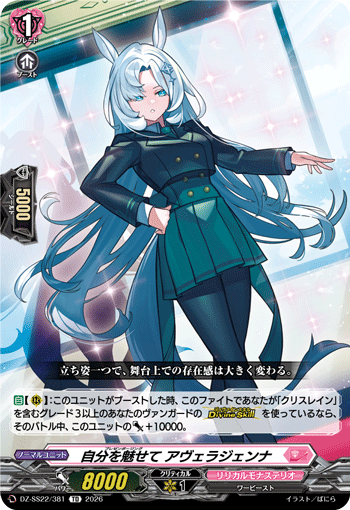 1
グレード
ブースト
5000
シールド
立ち姿一つで、舞台上での存在感は大きく変わる。
自【R】:このユニットがブーストした時、このファイトであなたが「クリスレイン」
を含むグレード3以上のあなたのヴァンガードの Divine Skill を使っているなら、
そのバトル中、このユニットのパワー+10000。
ノーマルユニット
自分を魅せて アヴェラジェンナ
パワー 8000
クリティカル
1
リリカルモナステリオ
ワービースト
DZ-SS22/381 TD 2026
イラスト/ぱにら